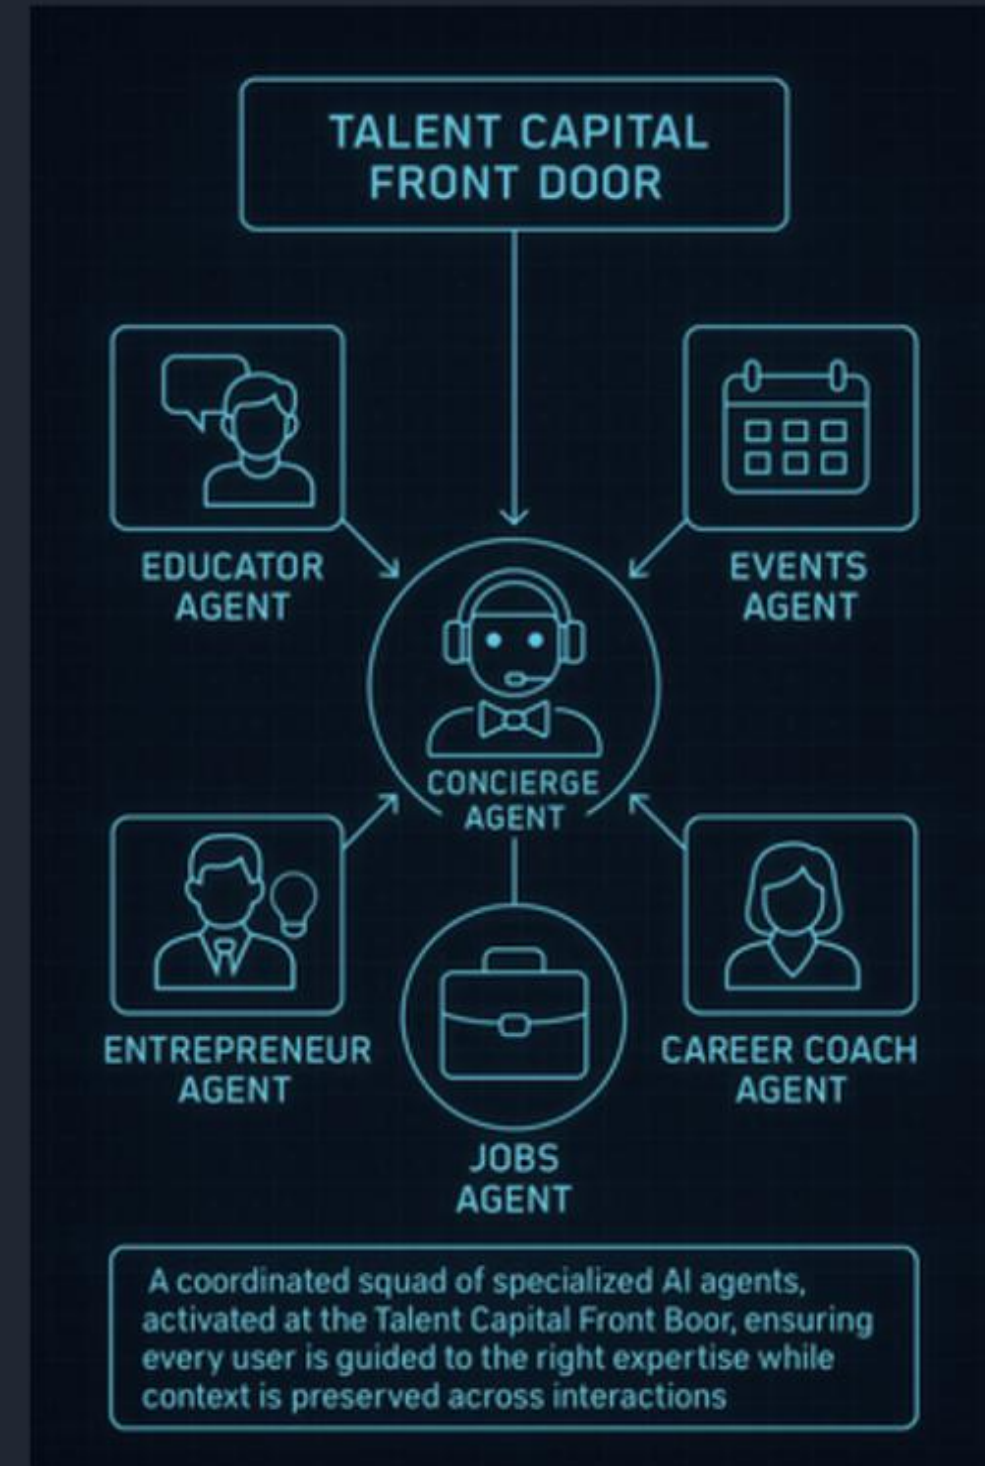 TALENT CAPITAL
FRONT DOOR
EDUCATOR
AGENT
EVENTS
AGENT
CONCIERGE
AGENT
ENTREPRENEUR
AGENT
CAREER COACH
AGENT
JOBS
AGENT
A coordinated squad of specialized AI agents,
activated at the Talent Capital Front Boor, ensuring
every user is guided to the right expertise while
context is preserved across interactions